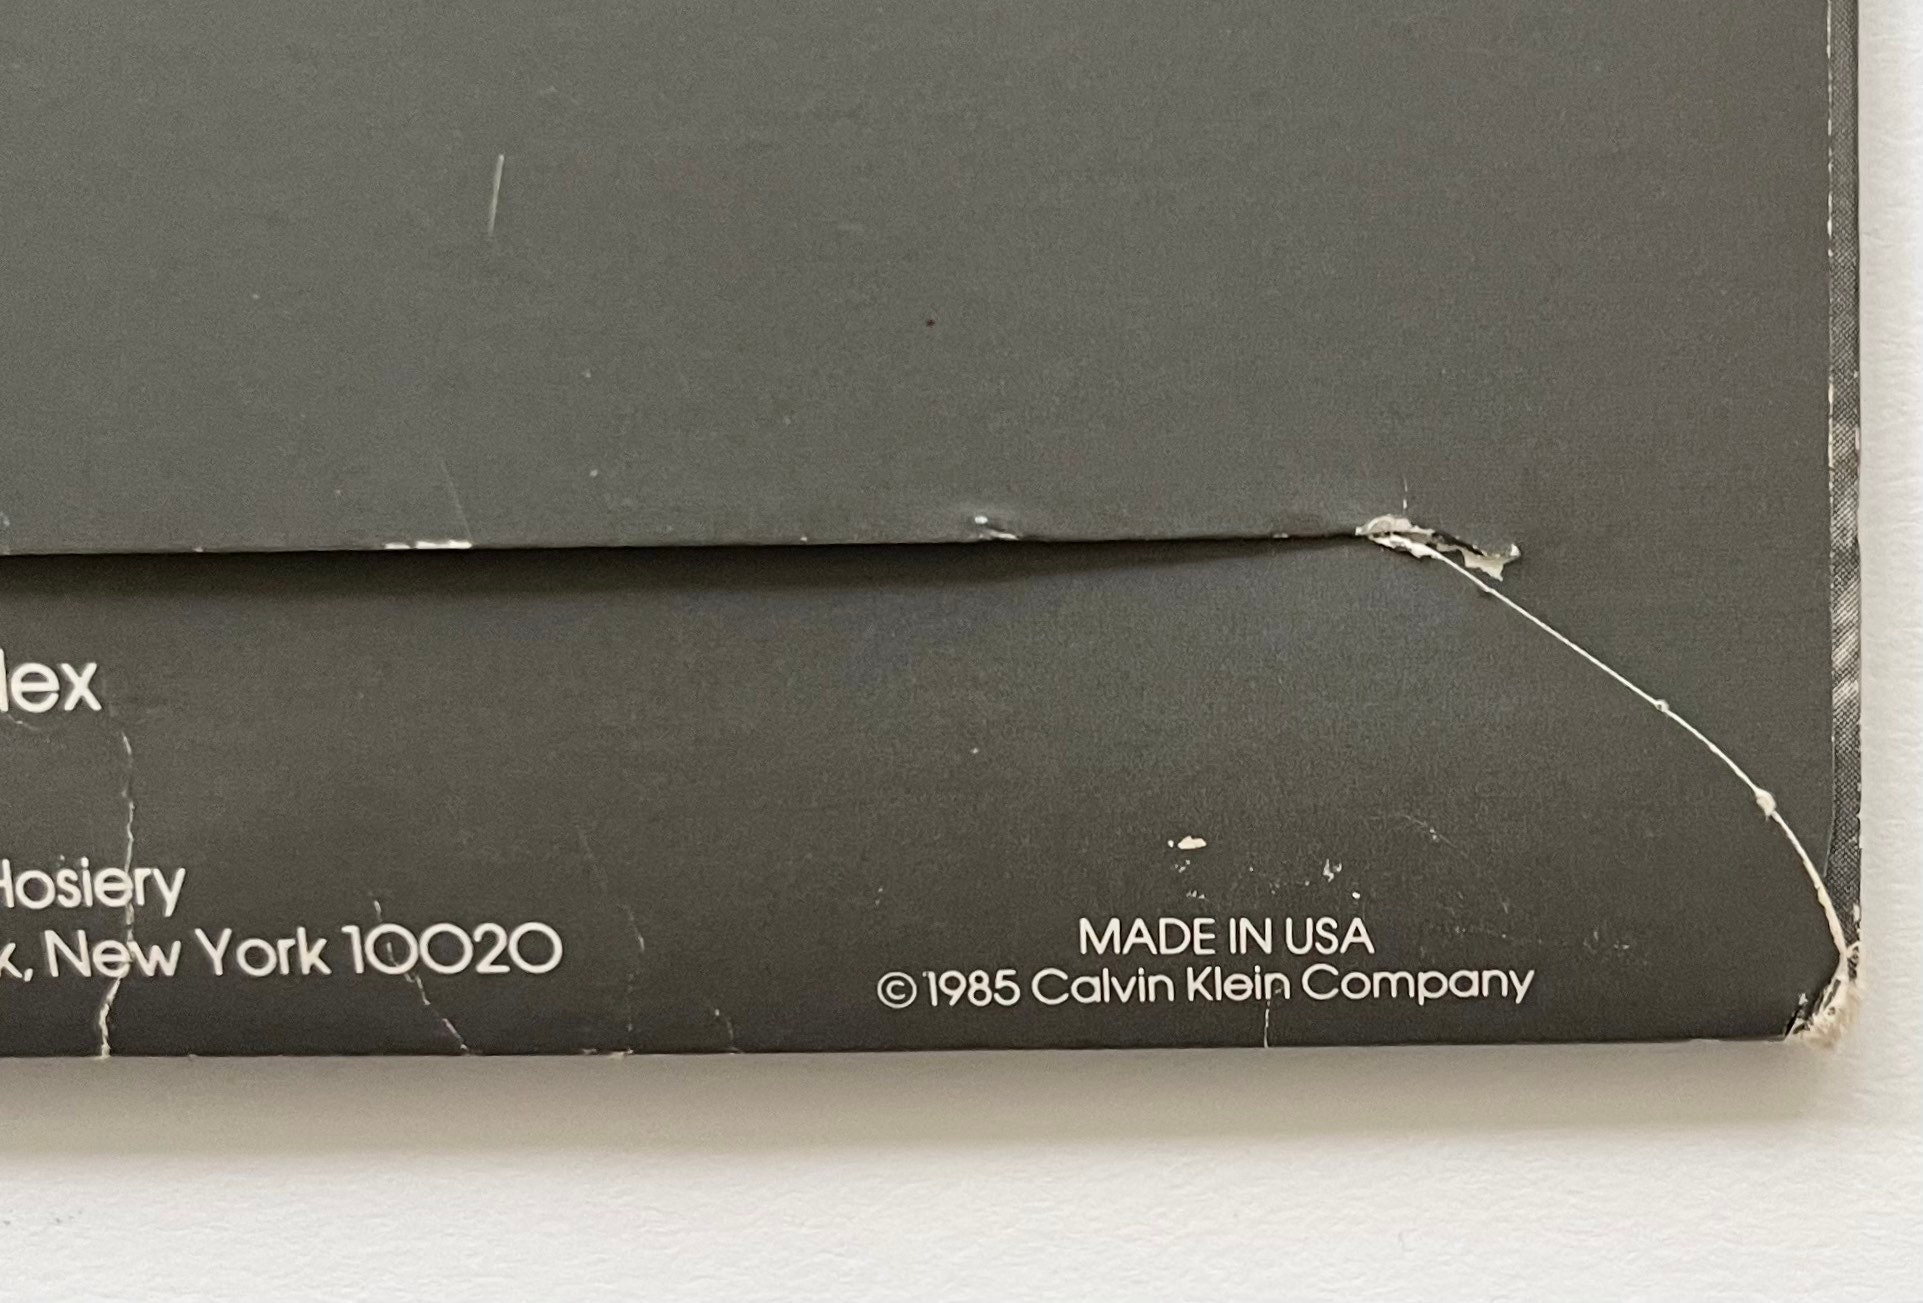 lex
Hosiery
k, New York 10020
MADE IN USA
© 1985 Calvin Klein Company